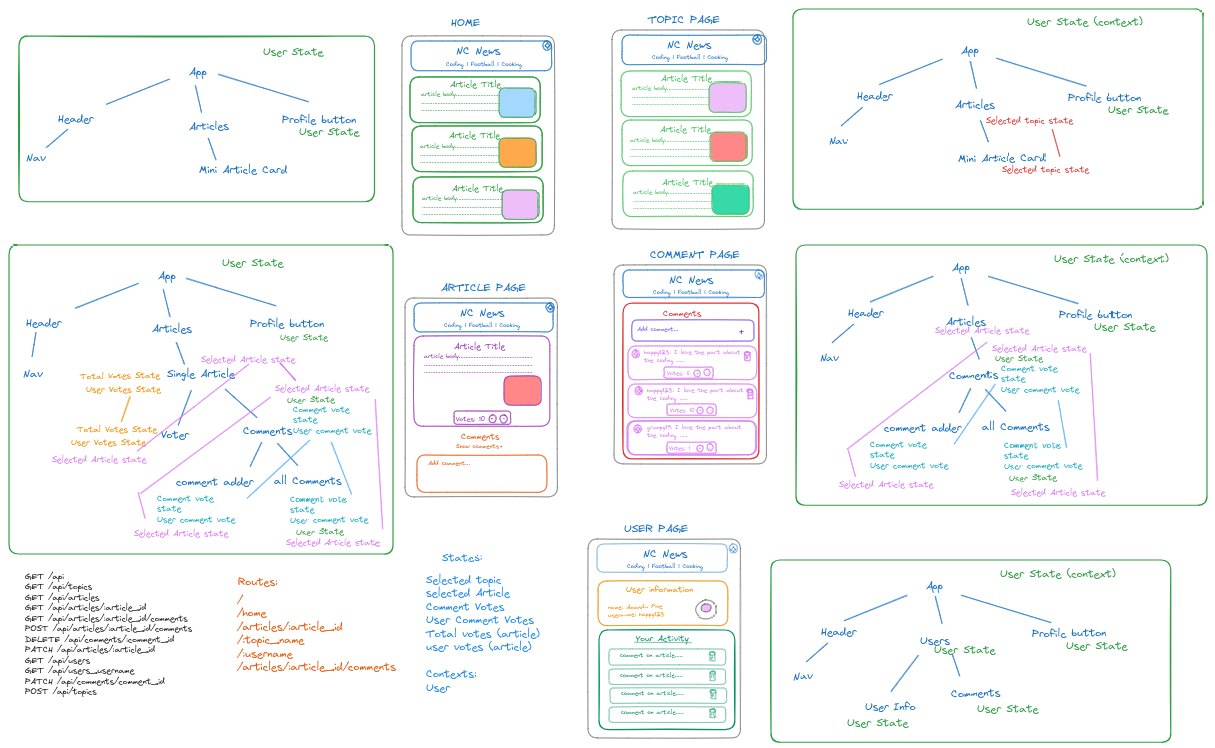 User State
App
Header
Articles
Profile button
User State
Nav
Mini Article Card
HOME
NC News
Coding | Football | Cooking
Article Title
article body
Article Title
article body
Article Title
article body
TOPIC PAGE
NC News
Coding | Football | Cooking
Article Title
article body
Article Title
article body
Article Title
article body
User State (context)
App
Header
Articles
Profile button
User State
Selected topic state
Nav
Mini Article Card
Selected topic state
User State
App
Header
Articles
Profile button
User State
Nav
Selected Article state
Total Votes State
Single Article
User Votes State
Selected Article state
User State
Comment vote
state
User comment vote
Total Votes State
User Votes State
Voter
Comments
Selected Article state
comment adder
all Comments
Comment vote
state
User comment vote
Selected Article state
Comment vote
state
User comment vote
User State
Selected Article state
ARTICLE PAGE
NC News
Coding | Football | Cooking
Article Title
article body
Votes: 10
Comments
Show comments+
Add comment...
COMMENT PAGE
NC News
Coding | Football | Cooking
Comments
Add comment... +
happy123: I love the part about
the coding ....
Votes:
happy123: I love the part about
the coding ....
Votes: 10
grumpy19: I love the part about
the coding ....
Votes: 1
User State (context)
App
Header
Articles
Profile button
User State
Selected Article state
Nav
Selected Article state
User State
Comments
Comment vote
state
User comment vote
comment adder
all Comments
Comment vote
state
User comment vote
Selected Article state
Comment vote
state
User comment vote
User State
Selected Article state
GET /api
GET /api/topics
GET /api/articles
GET /api/articles/:article_id
GET /api/articles/:article_id/comments
POST /api/articles/:article_id/comments
DELETE /api/comments/:comment_id
PATCH /api/articles/:article_id
GET /api/users
GET /api/users_username
PATCH /api/comments/comment_id
POST /api/topics
Routes:
/
/home
/articles/:article_id
/:topic_name
/:username
/articles/:article_id/comments
States:
Selected topic
selected Article
Comment Votes
User Comment Votes
Total votes (article)
user votes (article)
Contexts:
User
USER PAGE
NC News
Coding | Football | Cooking
User information
name:
username: happy123
Your Activity
Comment on article.....
Comment on article.....
Comment on article.....
Comment on article.....
User State (context)
App
Header
Users
User State
Profile button
User State
Nav
Comments
User State
User Info
User State